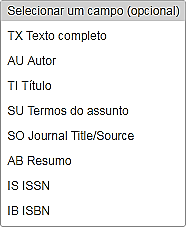 Selecionar um campo (opcional)
TX Texto completo
AU Autor
TI Título
SU Termos do assunto
SO Journal Title/Source
AB Resumo
IS ISSN
IB ISBN